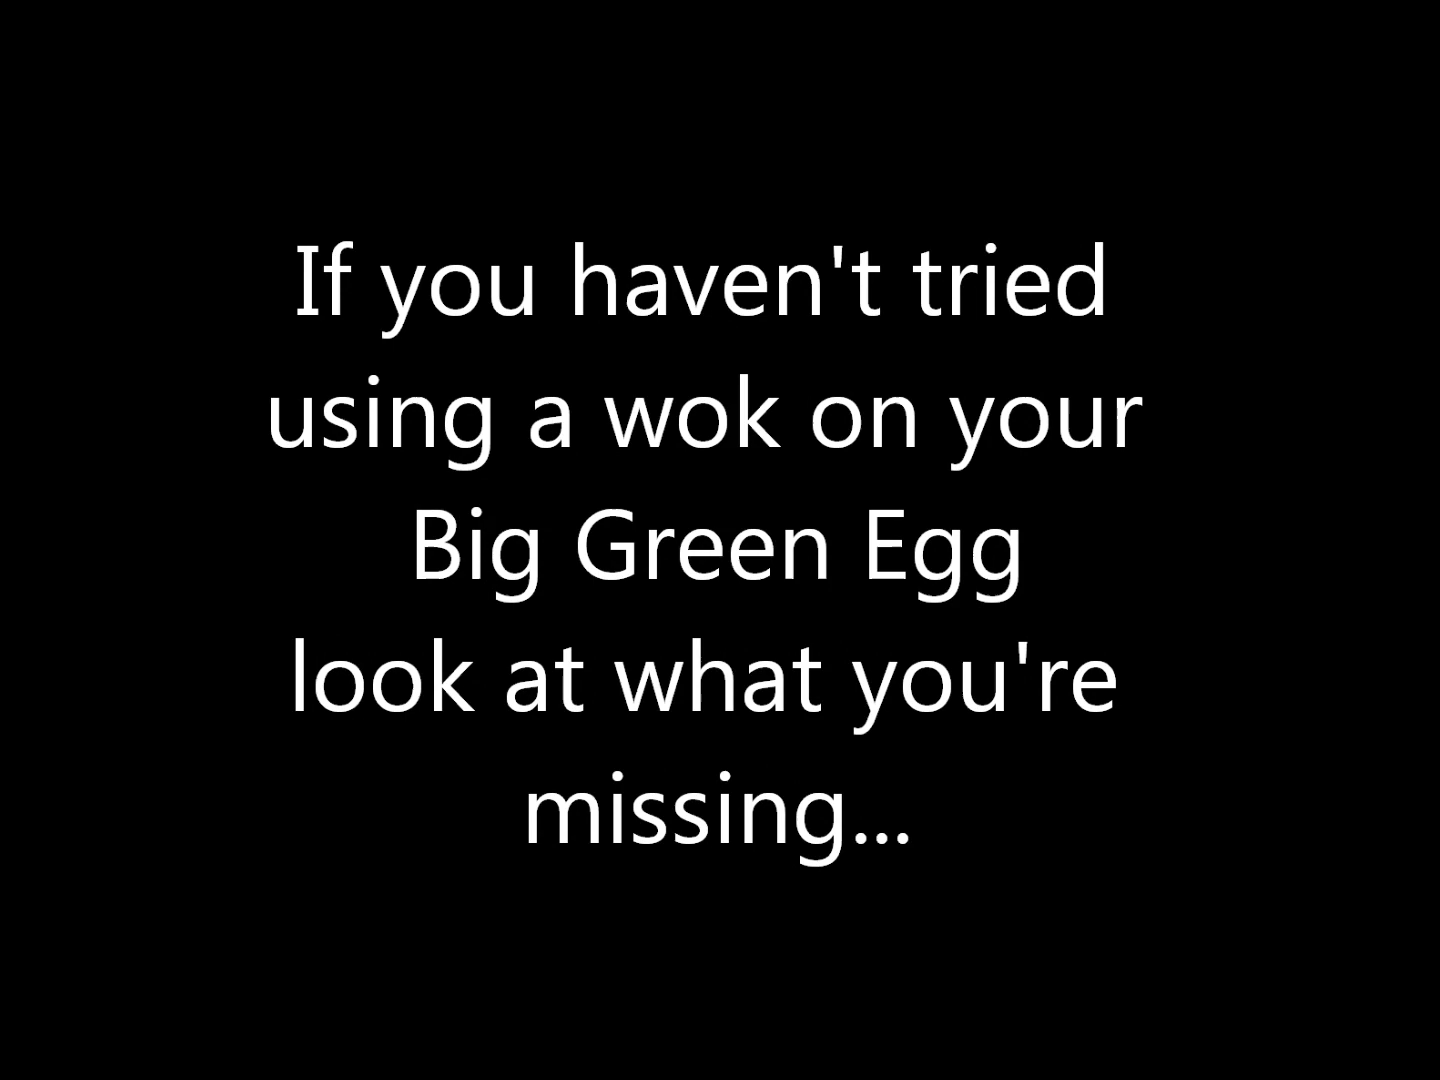 If you haven't tried
using a wok on your
Big Green Egg
look at what you're
missing...